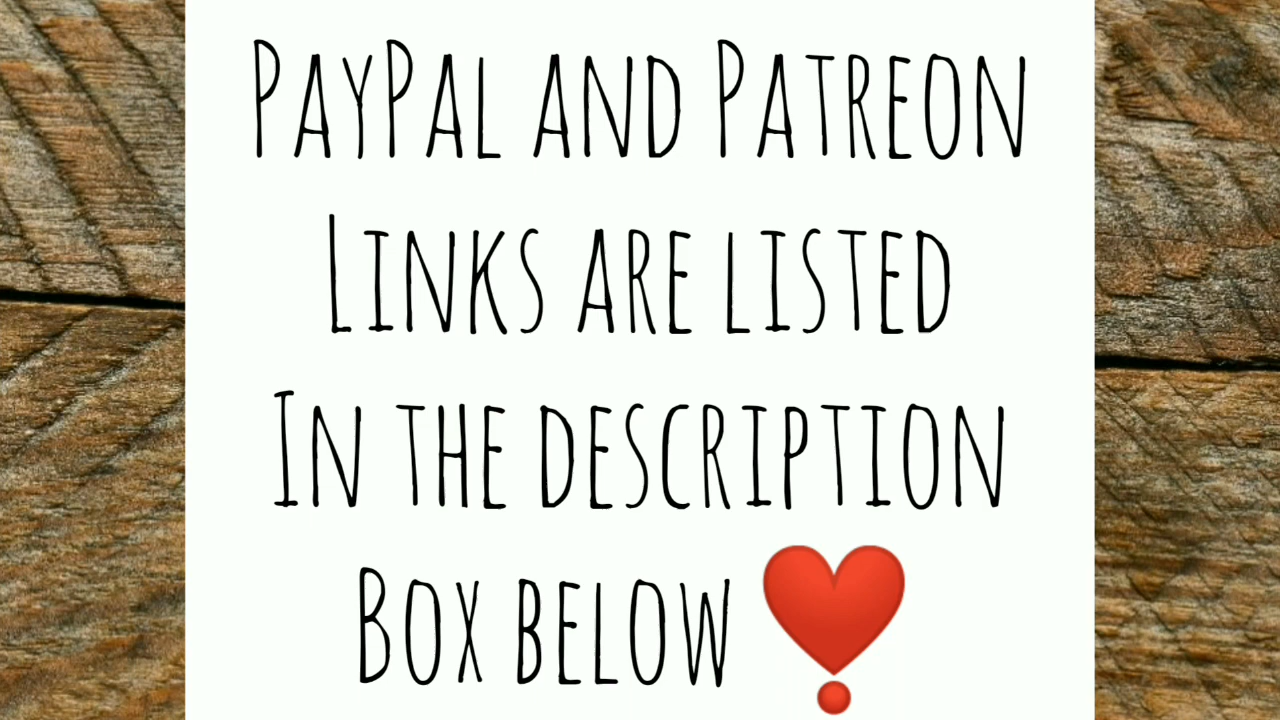 PayPal and Patreon
Links are listed
In the description
Box below ❣